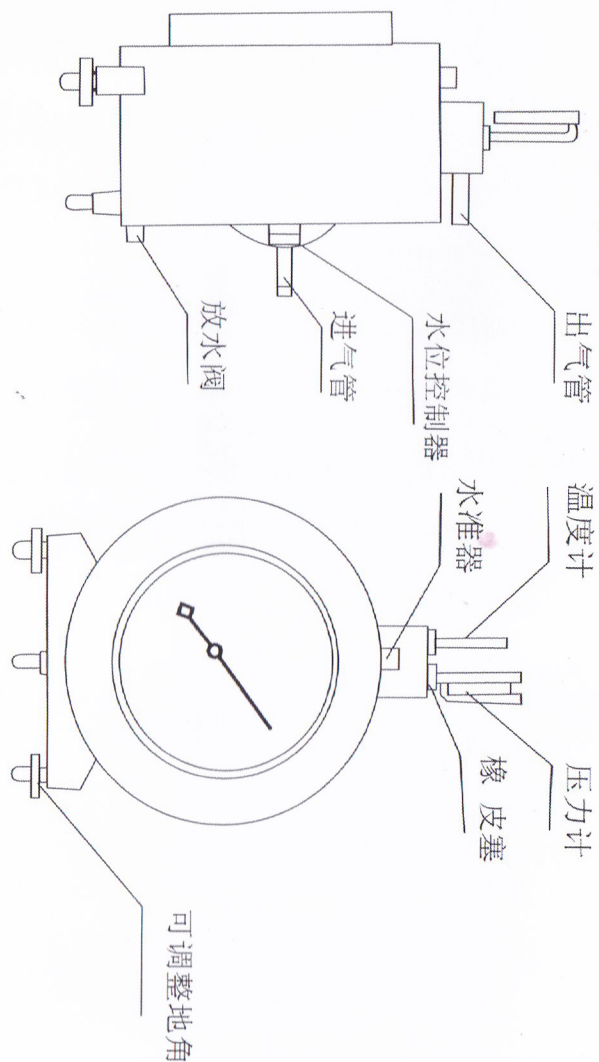 出气管
温度计
压力计
水位控制器
水准器
橡 皮塞
进气管
放水阀
可调整地角